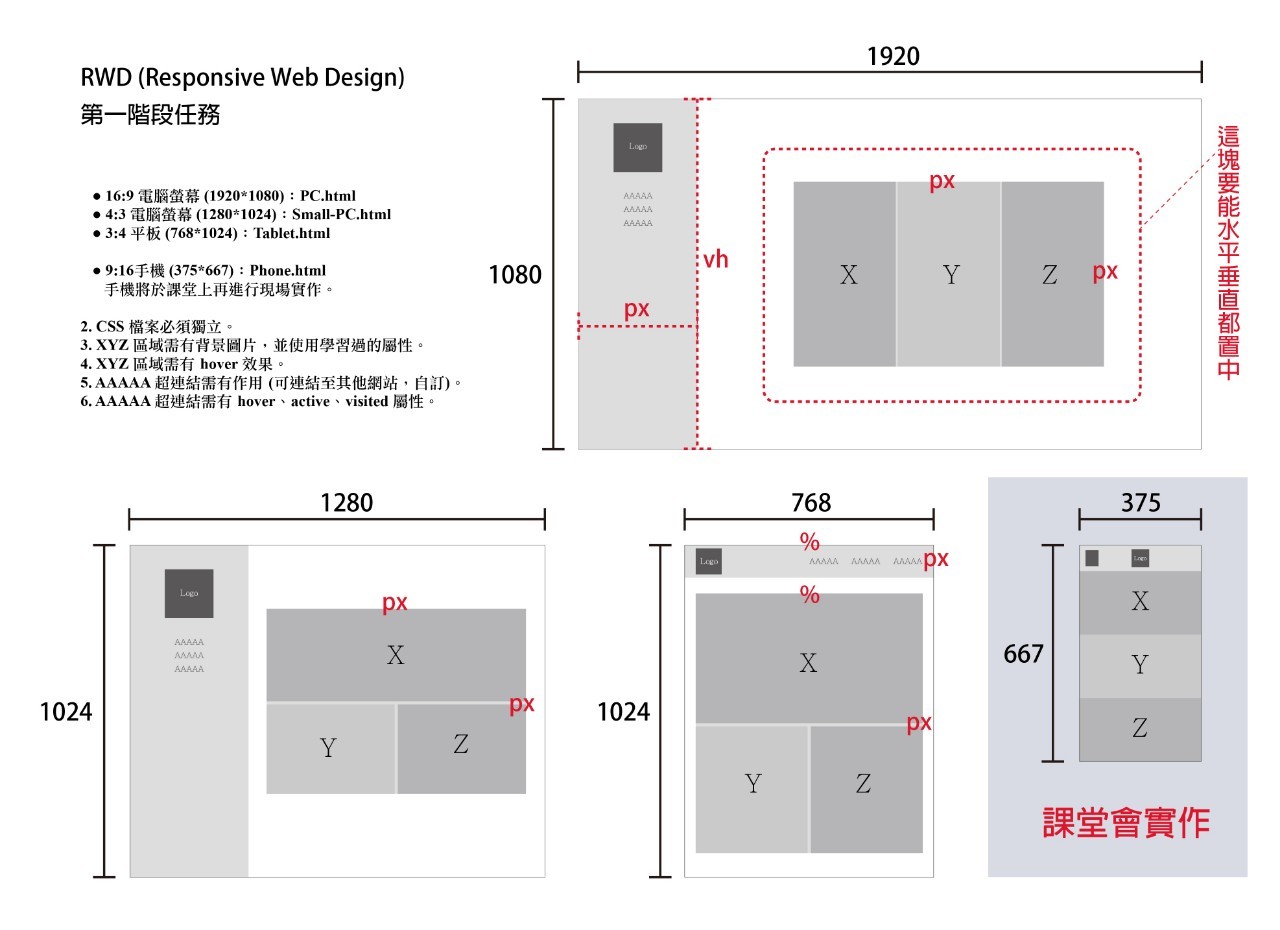 RWD (Responsive Web Design)
第一階段任務
● 16:9 電腦螢幕 (1920*1080)：PC.html
● 4:3 電腦螢幕 (1280*1024)：Small-PC.html
● 3:4 平板 (768*1024)：Tablet.html
● 9:16手機 (375*667)：Phone.html
手機將於課堂上再進行現場實作。
2. CSS 檔案必須獨立。
3. XYZ 區域需有背景圖片，並使用學習過的屬性。
4. XYZ 區域需有 hover 效果。
5. AAAAA 超連結需有作用 (可連結至其他網站，自訂)。
6. AAAAA 超連結需有 hover、active、visited 屬性。
1920
1080
Logo
AAAAA
AAAAA
AAAAA
px
vh
px
X
Y
Z
px
這塊要能水平垂直都置中
1280
1024
Logo
AAAAA
AAAAA
AAAAA
px
X
px
Y
Z
768
1024
%
Logo
AAAAA
AAAAA
AAAAA
px
%
X
px
Y
Z
375
667
Logo
X
Y
Z
課堂會實作